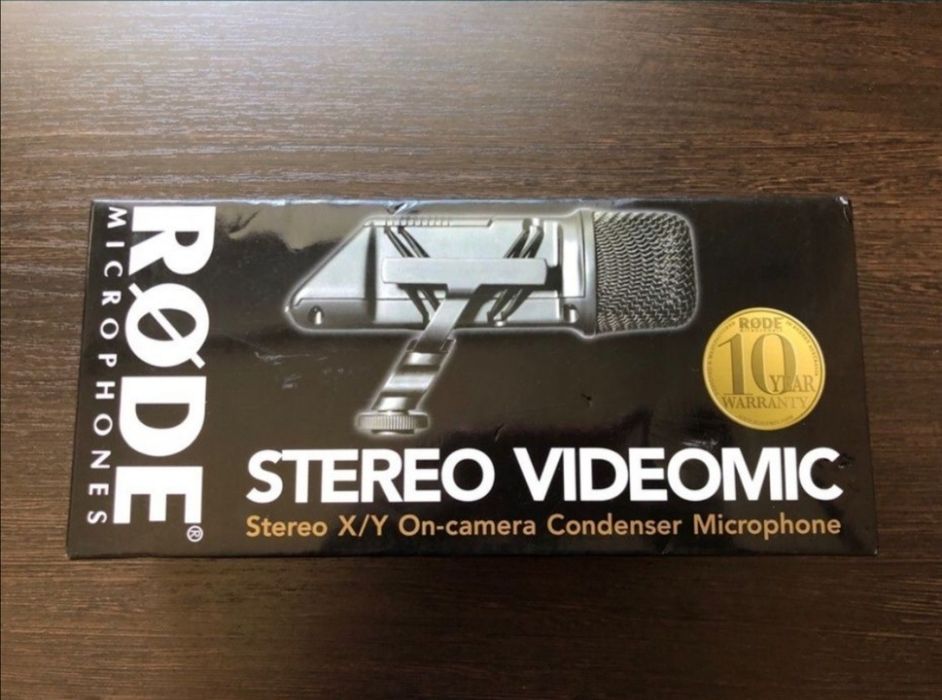 RØDE®
MICROPHONES
RØDE
10
YEAR
WARRANTY
STEREO VIDEOMIC
Stereo X/Y On-camera Condenser Microphone